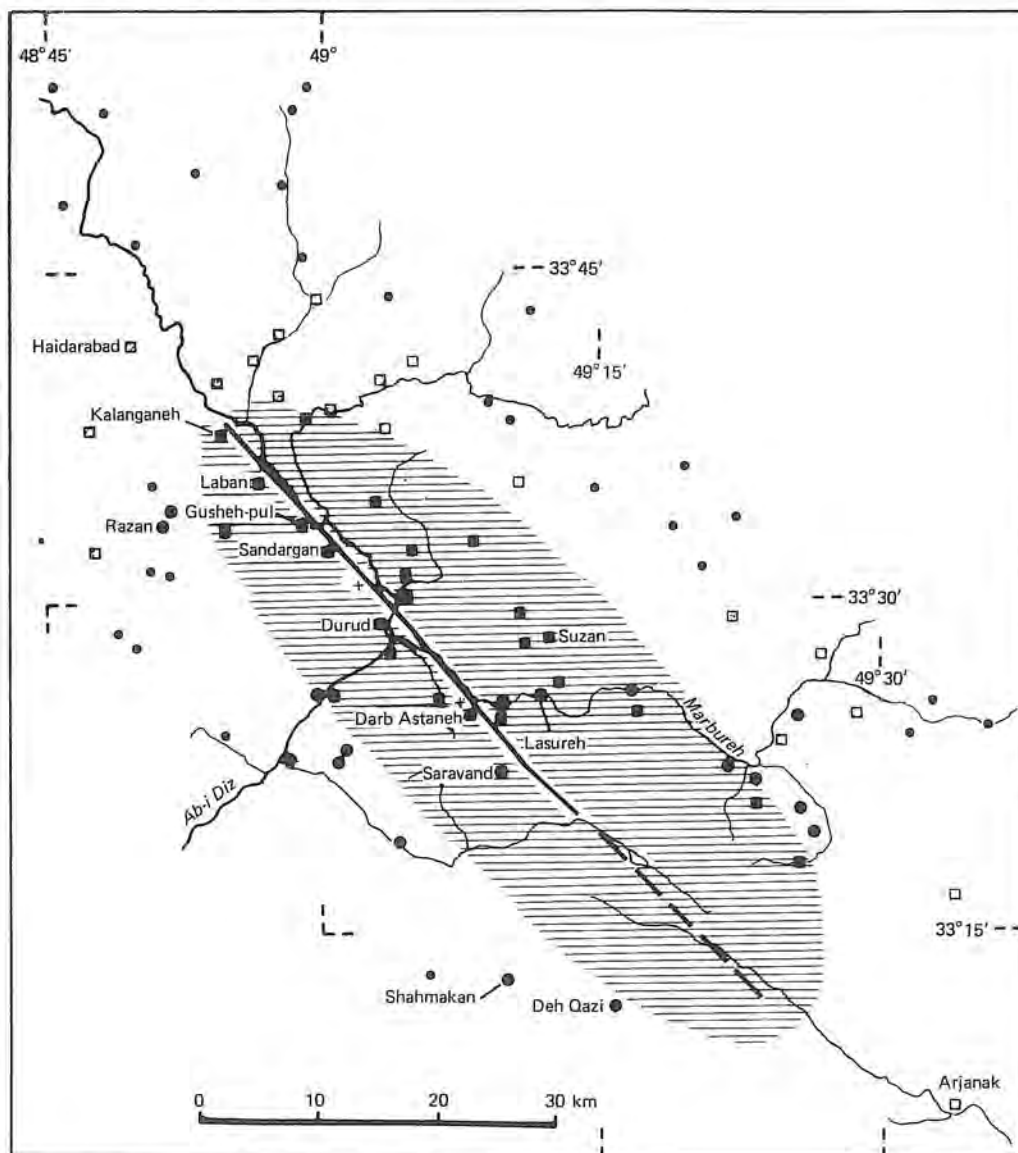 48°45′
49°
33°45′
Haidarabad
49°15′
Kalanganeh
Laban
Gusheh-pul
Razan
Sandargan
33°30′
Durud
Suzan
49°30′
Darb Astaneh
Marbureh
Lasureh
Saravand
Ab-i Diz
33°15′
Shahmakan
Deh Qazi
Arjanak
0 10 20 30 km